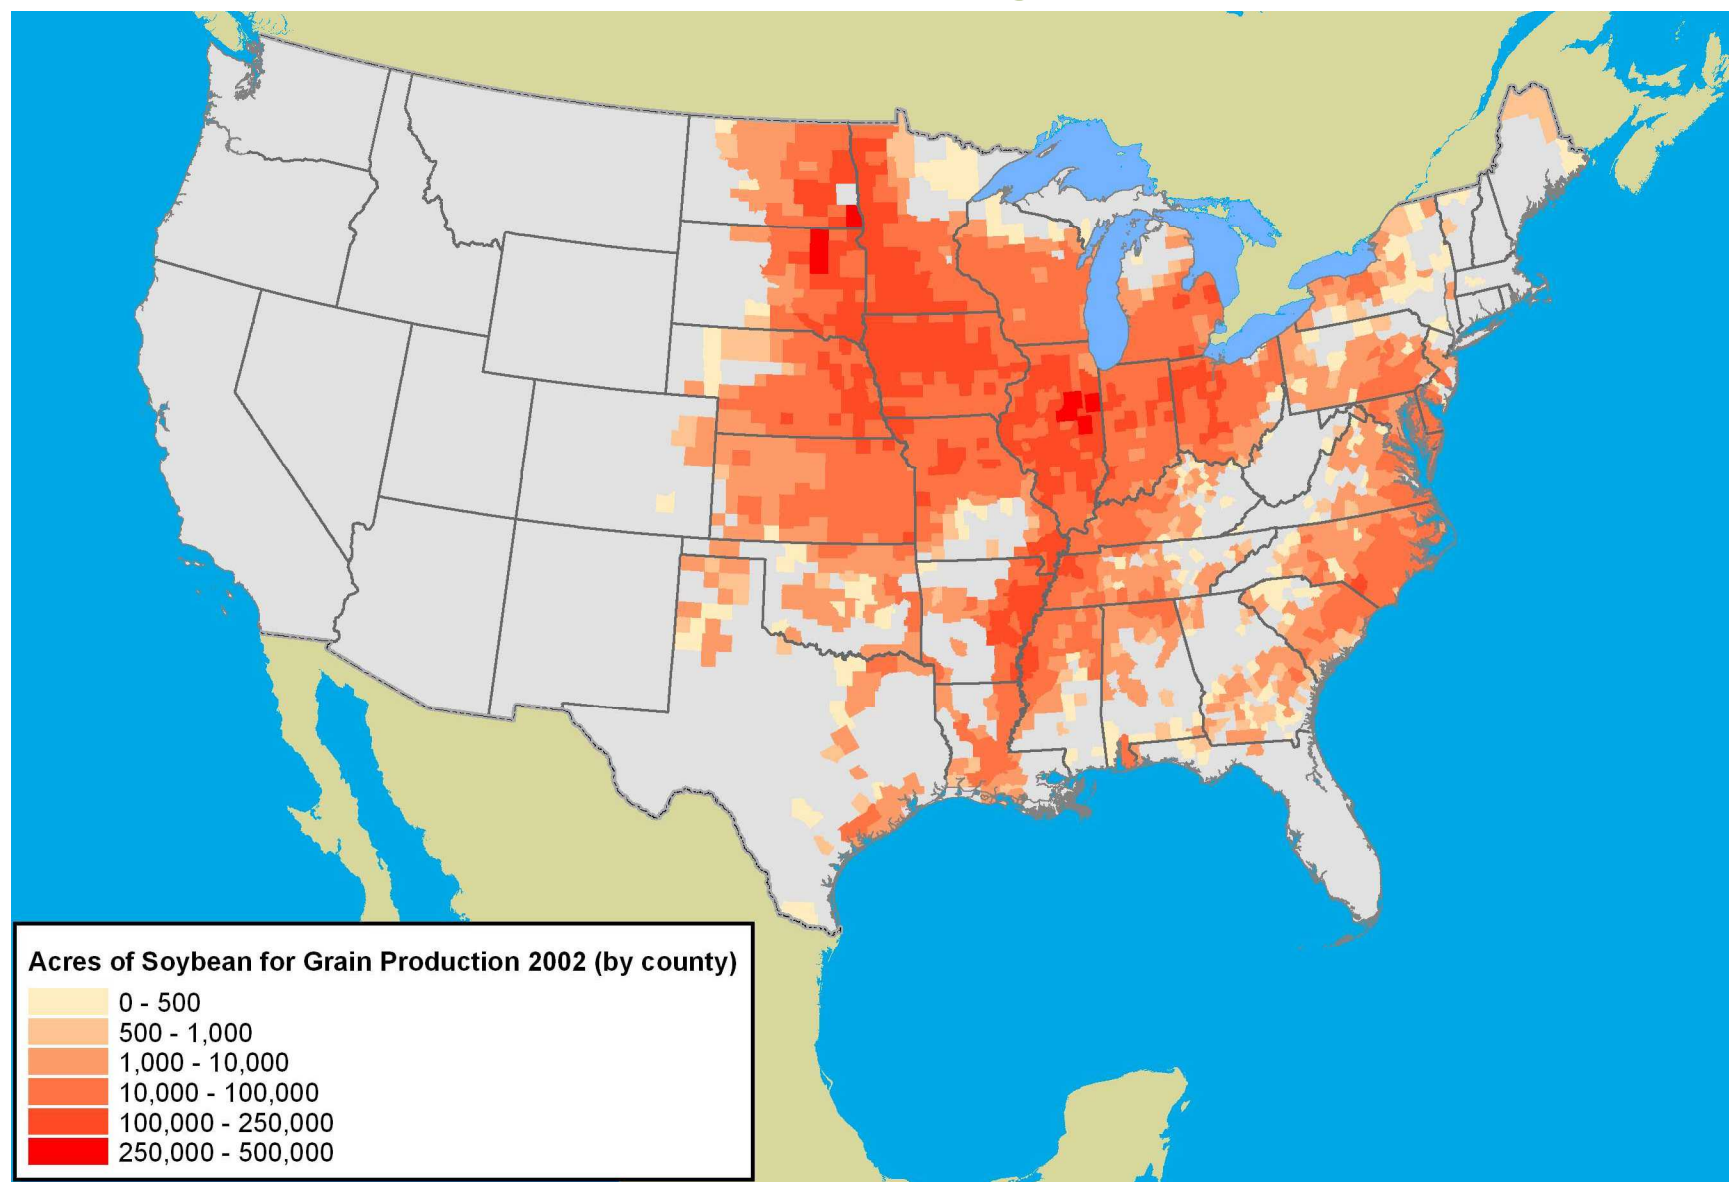 Acres of Soybean for Grain Production 2002 (by county)
0 - 500
500 - 1,000
1,000 - 10,000
10,000 - 100,000
100,000 - 250,000
250,000 - 500,000